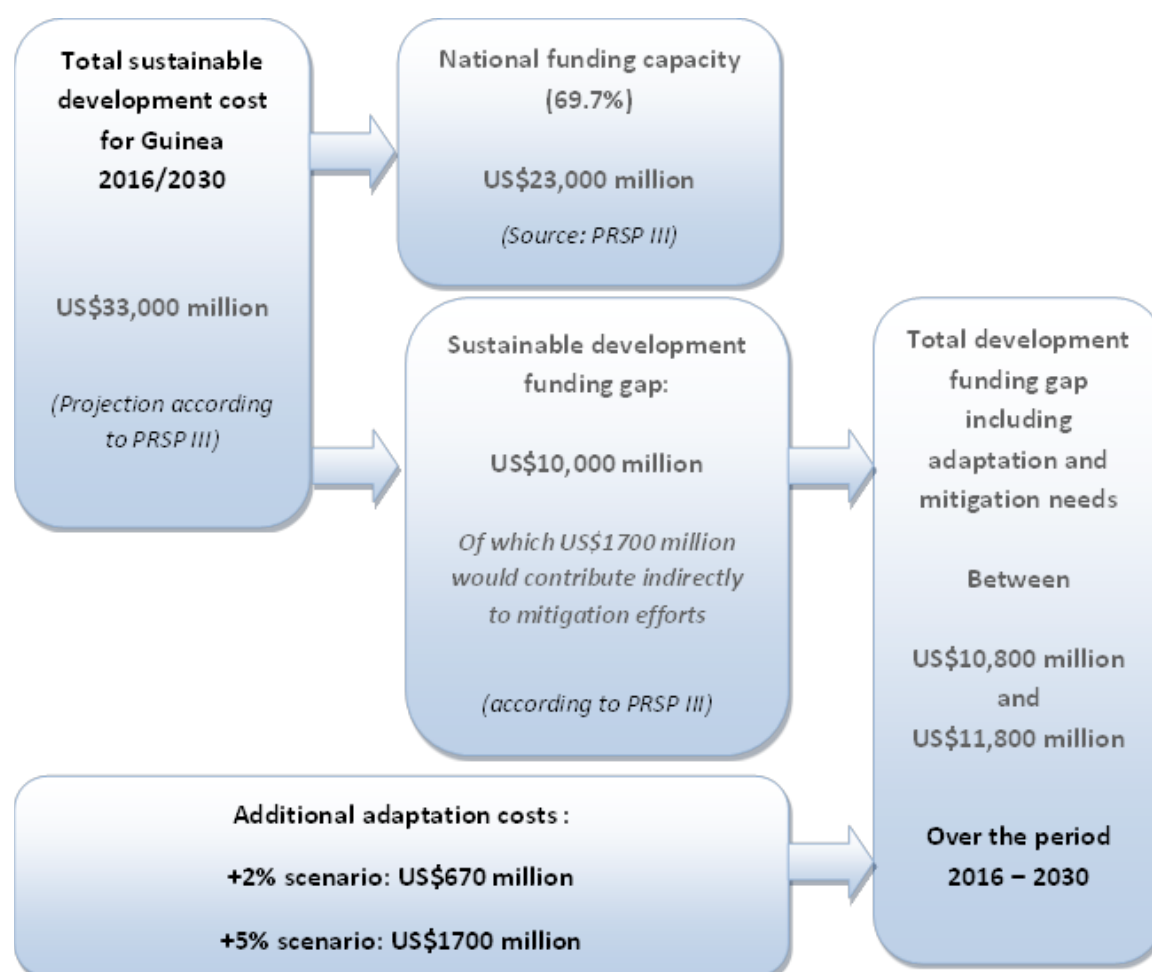 Total sustainable
development cost
for Guinea
2016/2030
US$33,000 million
(Projection according
to PRSP III)
National funding capacity
(69.7%)
US$23,000 million
(Source: PRSP III)
Sustainable development
funding gap:
US$10,000 million
Of which US$1700 million
would contribute indirectly
to mitigation efforts
(according to PRSP III)
Total development
funding gap
including
adaptation and
mitigation needs
Between
US$10,800 million
and
US$11,800 million
Over the period
2016 – 2030
Additional adaptation costs :
+2% scenario: US$670 million
+5% scenario: US$1700 million